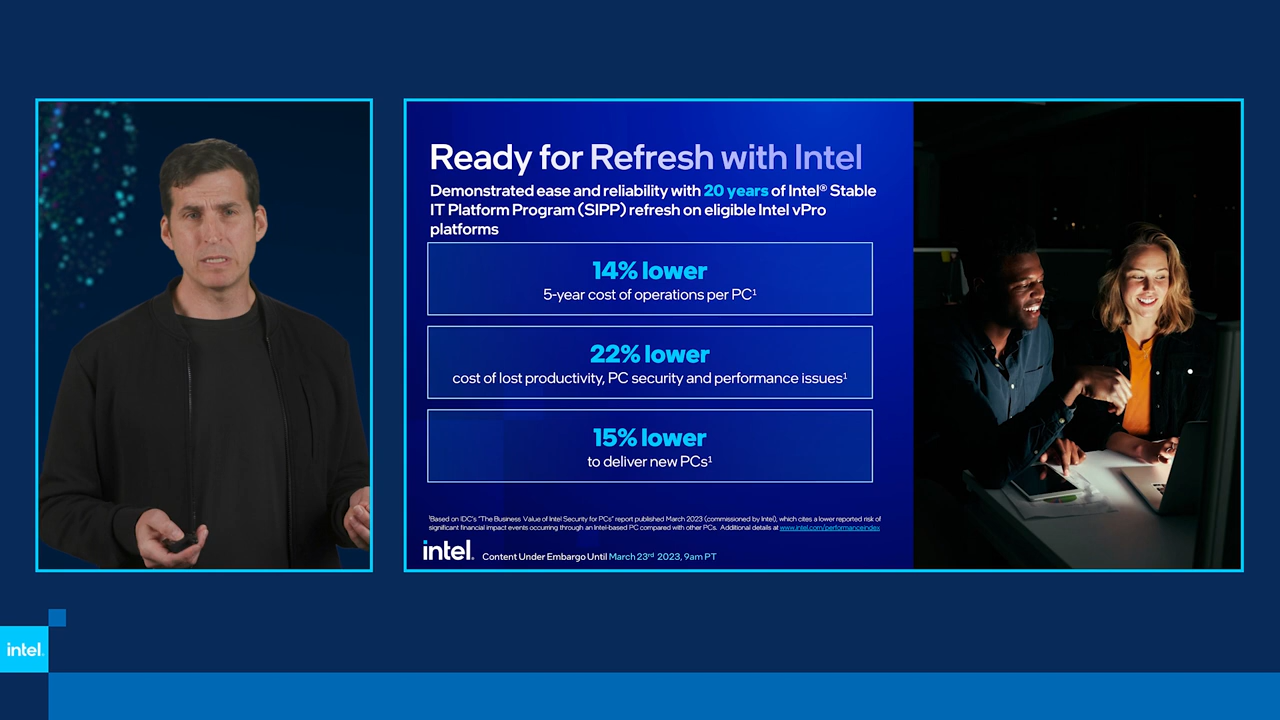 Ready for Refresh with Intel
Demonstrated ease and reliability with 20 years of Intel® Stable
IT Platform Program (SIPP) refresh on eligible Intel vPro
platforms
14% lower
5-year cost of operations per PC¹
22% lower
cost of lost productivity, PC security and performance issues¹
15% lower
to deliver new PCs¹
¹Based on IDC's "The Business Value of Intel Security for PCs" report published March 2023 (commissioned by Intel), which cites a lower reported risk of
significant financial impact events occurring through an Intel-based PC compared with other PCs. Additional details at www.intel.com/performanceindex
intel. Content Under Embargo Until March 23rd 2023, 9am PT
intel.